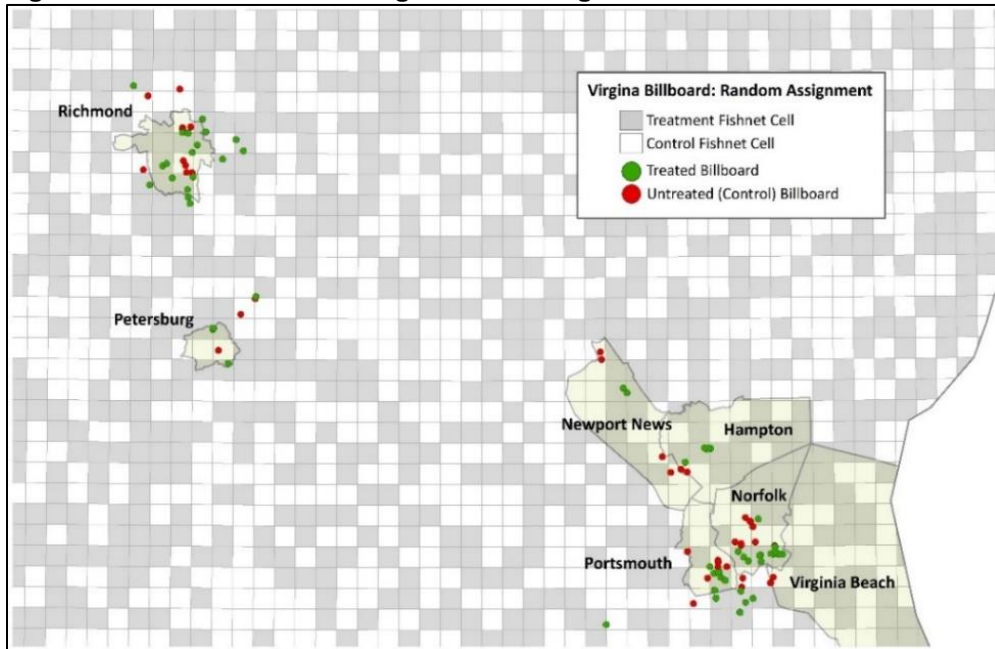 Virgina Billboard: Random Assignment
Treatment Fishnet Cell
Control Fishnet Cell
Treated Billboard
Untreated (Control) Billboard
Richmond
Petersburg
Newport News
Hampton
Norfolk
Portsmouth
Virginia Beach